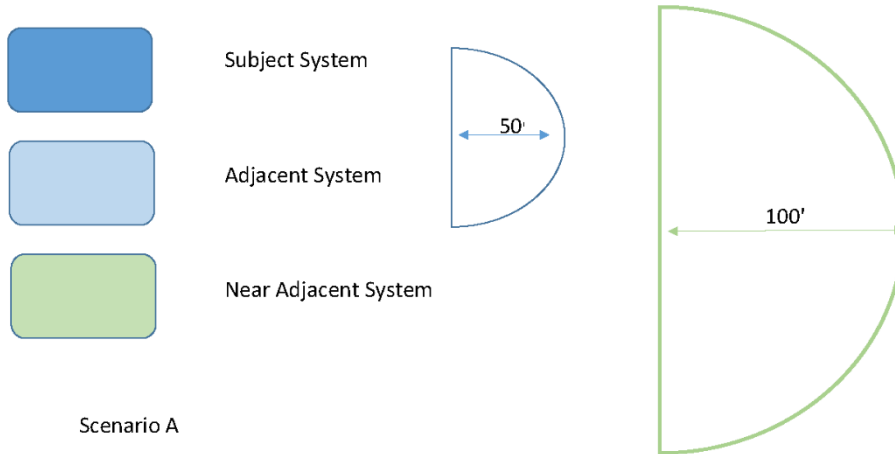 Subject System
50'
Adjacent System
100'
Near Adjacent System
Scenario A